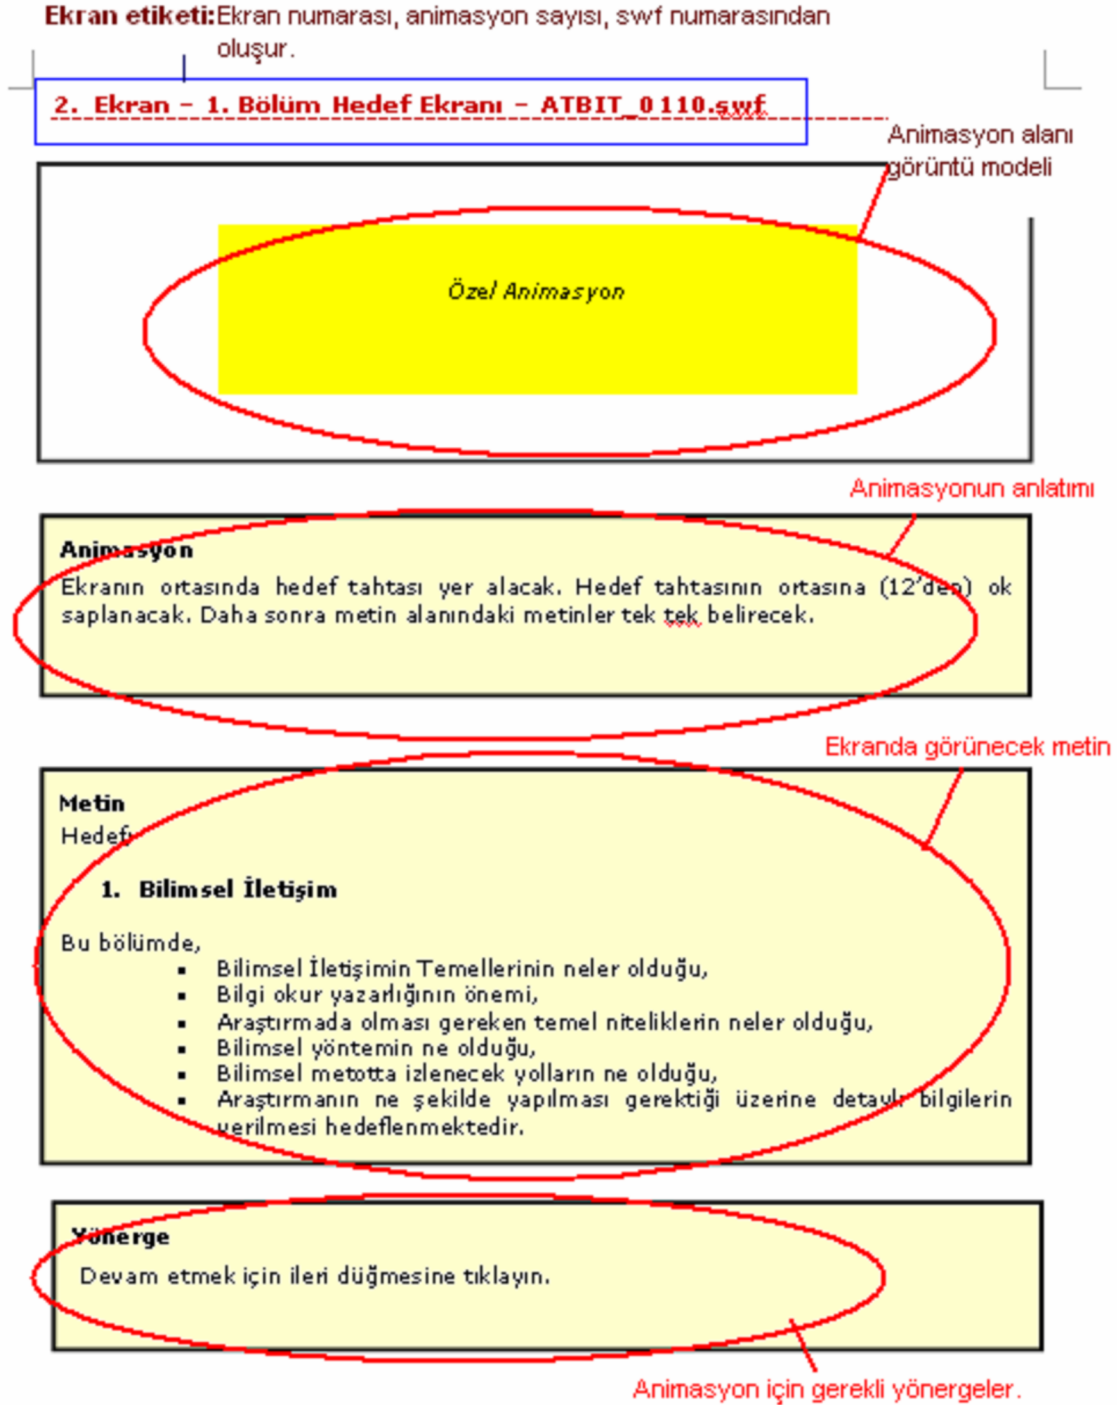 Ekran etiketi:Ekran numarası, animasyon sayısı, swf numarasından
oluşur.
2. Ekran – 1. Bölüm Hedef Ekranı – ATBIT_0110.swf
Animasyon alanı
görüntü modeli
Özel Animasyon
Animasyonun anlatımı
Animasyon
Ekranın ortasında hedef tahtası yer alacak. Hedef tahtasının ortasına (12’den) ok
saplanacak. Daha sonra metin alanındaki metinler tek tek belirecek.
Ekranda görünecek metin
Metin
Hedef
1. Bilimsel İletişim
Bu bölümde,
▪ Bilimsel İletişimin Temellerinin neler olduğu,
▪ Bilgi okur yazarlığının önemi,
▪ Araştırmada olması gereken temel niteliklerin neler olduğu,
▪ Bilimsel yöntemin ne olduğu,
▪ Bilimsel metotta izlenecek yolların ne olduğu,
▪ Araştırmanın ne şekilde yapılması gerektiği üzerine detaylı bilgilerin
verilmesi hedeflenmektedir.
Yönerge
Devam etmek için ileri düğmesine tıklayın.
Animasyon için gerekli yönergeler.